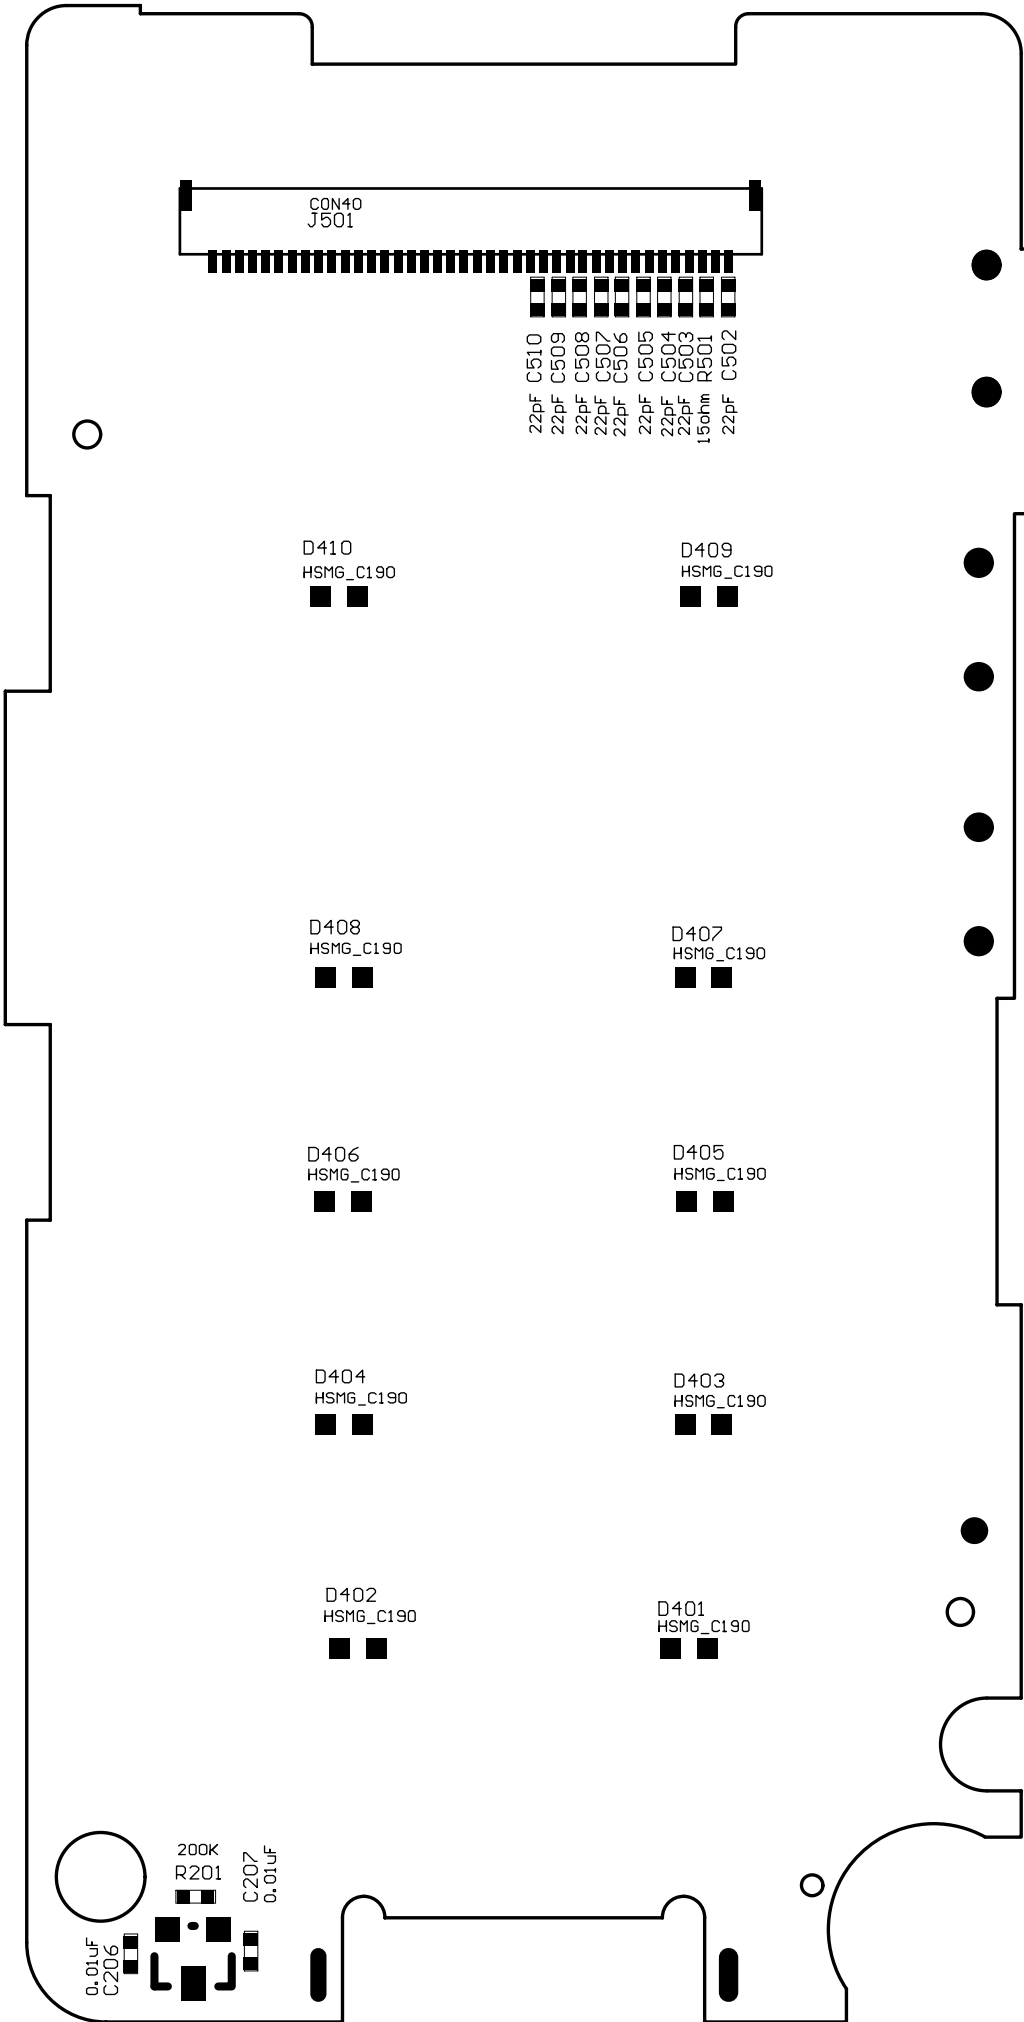 CON40
J501
22pF C510
22pF C509
22pF C508
22pF C507
22pF C506
22pF C505
22pF C504
22pF C503
15ohm R501
22pF C502
D410
HSMG_C190
D409
HSMG_C190
D408
HSMG_C190
D407
HSMG_C190
D406
HSMG_C190
D405
HSMG_C190
D404
HSMG_C190
D403
HSMG_C190
D402
HSMG_C190
D401
HSMG_C190
200K
R201
C207
0.01uF
0.01uF
C206